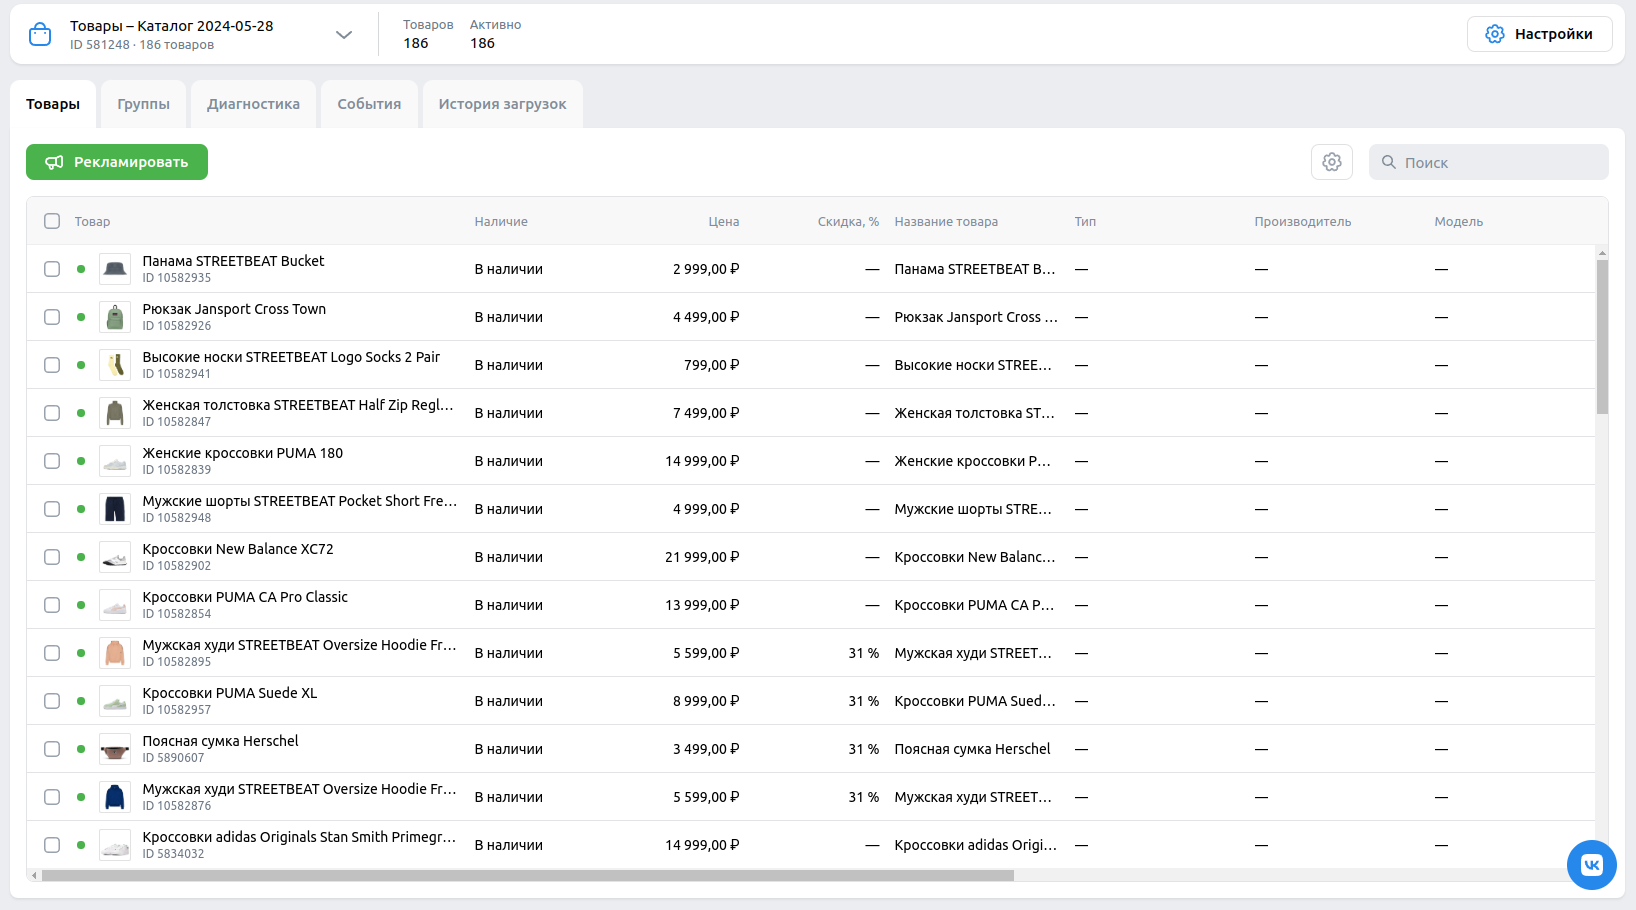 Товары – Каталог 2024-05-28
ID 581248 · 186 товаров
Товаров Активно
186 186
Настройки
Товары Группы Диагностика События История загрузок
Рекламировать
Поиск
Товар Наличие Цена Скидка, % Название товара Тип Производитель Модель
Панама STREETBEAT Bucket
ID 10582935
В наличии 2 999,00 ₽ — Панама STREETBEAT B... — — —
Рюкзак Jansport Cross Town
ID 10582926
В наличии 4 499,00 ₽ — Рюкзак Jansport Cross ... — — —
Высокие носки STREETBEAT Logo Socks 2 Pair
ID 10582941
В наличии 799,00 ₽ — Высокие носки STREE... — — —
Женская толстовка STREETBEAT Half Zip Regl...
ID 10582847
В наличии 7 499,00 ₽ — Женская толстовка ST... — — —
Женские кроссовки PUMA 180
ID 10582839
В наличии 14 999,00 ₽ — Женские кроссовки P... — — —
Мужские шорты STREETBEAT Pocket Short Fre...
ID 10582948
В наличии 4 999,00 ₽ — Мужские шорты STRE... — — —
Кроссовки New Balance XC72
ID 10582902
В наличии 21 999,00 ₽ — Кроссовки New Balanc... — — —
Кроссовки PUMA CA Pro Classic
ID 10582854
В наличии 13 999,00 ₽ — Кроссовки PUMA CA P... — — —
Мужская худи STREETBEAT Oversize Hoodie Fr...
ID 10582895
В наличии 5 599,00 ₽ 31 % Мужская худи STREET... — — —
Кроссовки PUMA Suede XL
ID 10582957
В наличии 8 999,00 ₽ 31 % Кроссовки PUMA Sued... — — —
Поясная сумка Herschel
ID 5890607
В наличии 3 499,00 ₽ 31 % Поясная сумка Herschel — — —
Мужская худи STREETBEAT Oversize Hoodie Fr...
ID 10582876
В наличии 5 599,00 ₽ 31 % Мужская худи STREET... — — —
Кроссовки adidas Originals Stan Smith Primegr...
ID 5834032
В наличии 14 999,00 ₽ — Кроссовки adidas Origi... — — —